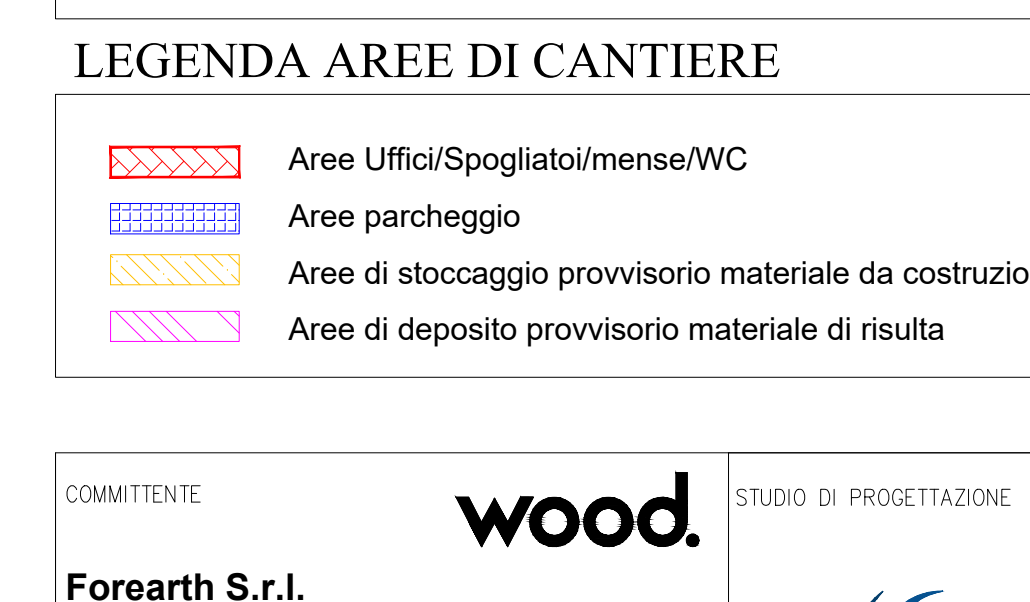 LEGENDA AREE DI CANTIERE
Aree Uffici/Spogliatoi/mense/WC
Aree parcheggio
Aree di stoccaggio provvisorio materiale da costruzio
Aree di deposito provvisorio materiale di risulta
COMMITTENTE
wood.
STUDIO DI PROGETTAZIONE
Forearth S.r.l.